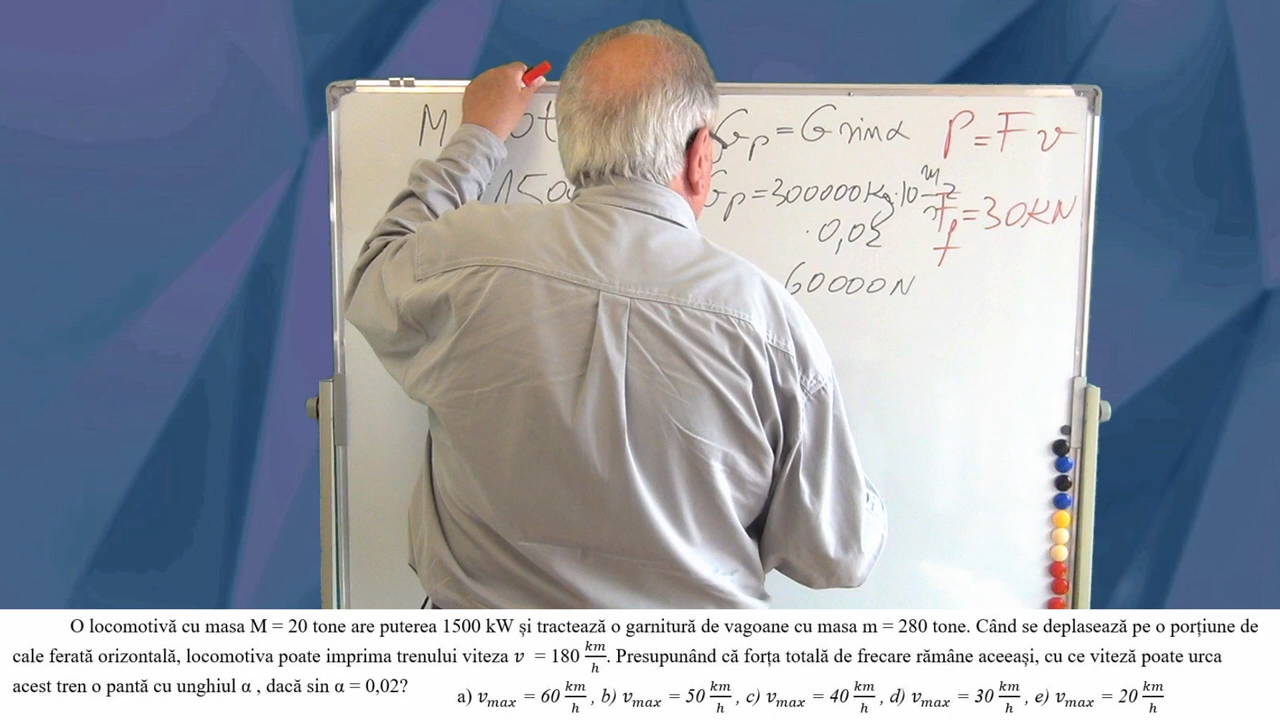 M 0t
Gp = G sin α
P = F v
150
Gp = 300000 Kg · 10 m/s²
Ff = 30KN
· 0,02
60000N
O locomotivă cu masa M = 20 tone are puterea 1500 kW și tractează o garnitură de vagoane cu masa m = 280 tone. Când se deplasează pe o porțiune de
cale ferată orizontală, locomotiva poate imprima trenului viteza v = 180 km/h. Presupunând că forța totală de frecare rămâne aceeași, cu ce viteză poate urca
acest tren o pantă cu unghiul α , dacă sin α = 0,02?
a) vmax = 60 km/h , b) vmax = 50 km/h , c) vmax = 40 km/h , d) vmax = 30 km/h , e) vmax = 20 km/h